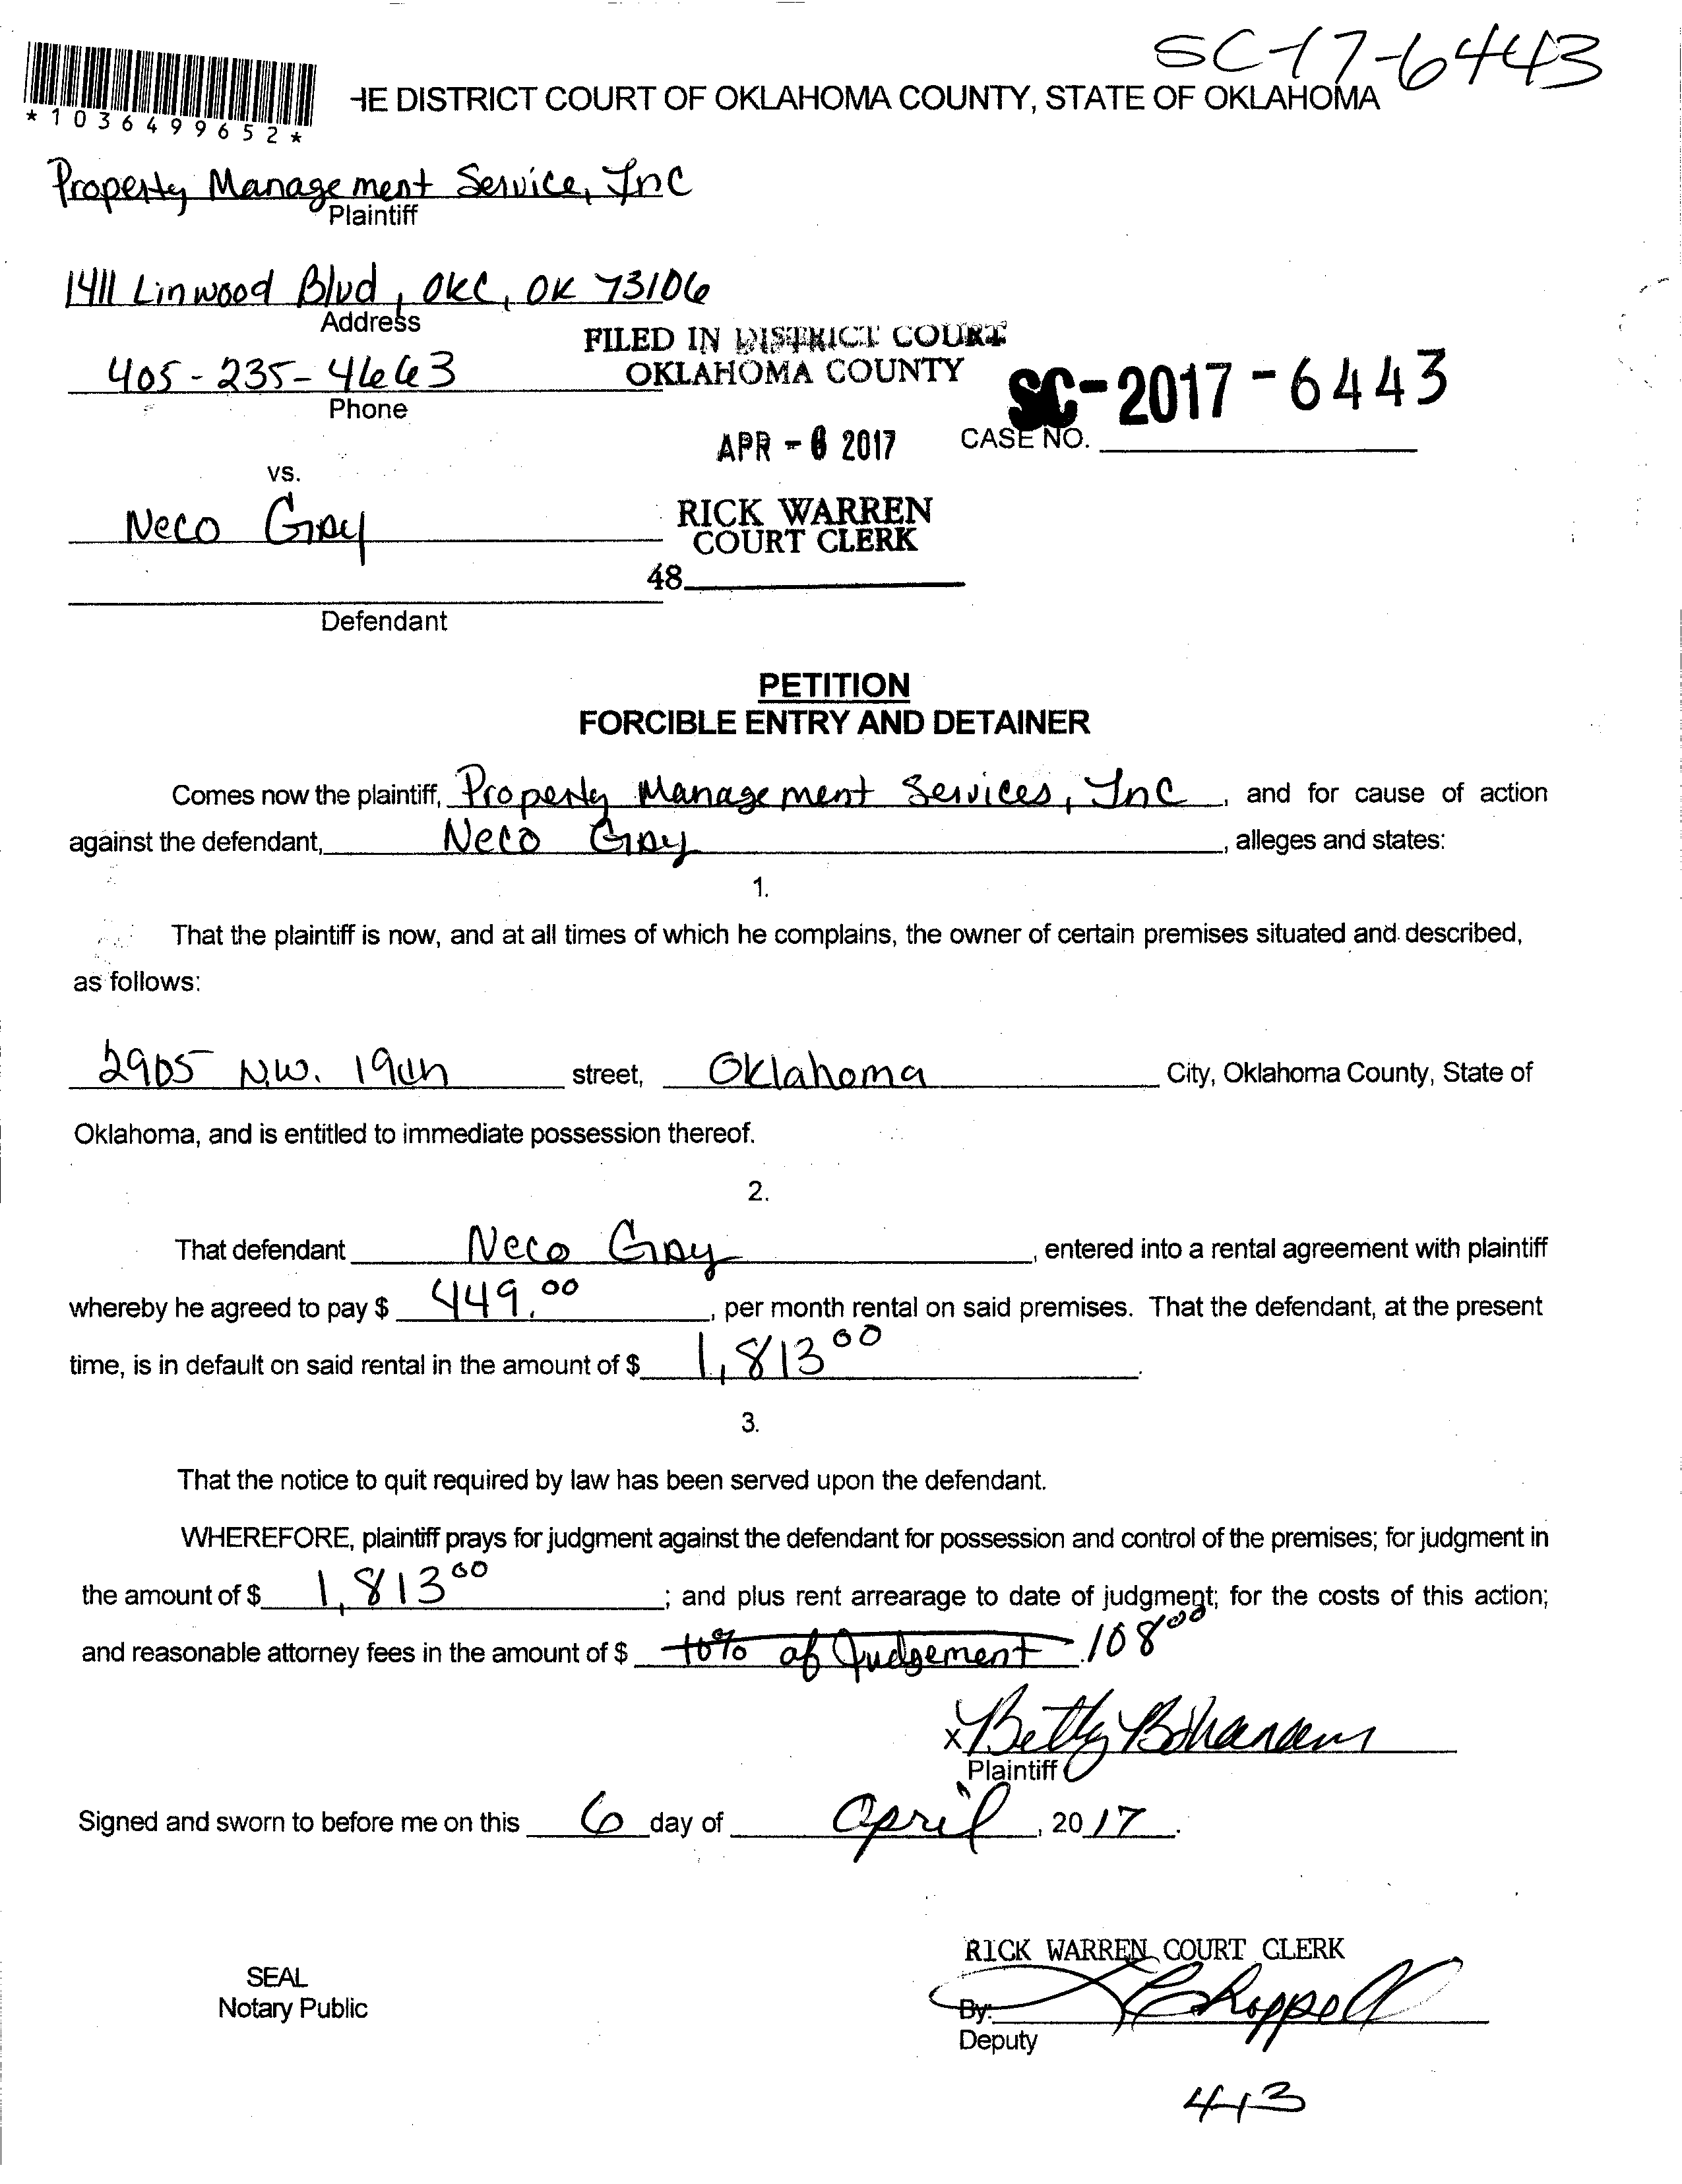 SC-17-6443
*1036499652*
HE DISTRICT COURT OF OKLAHOMA COUNTY, STATE OF OKLAHOMA
Property Management Service, Inc
Plaintiff
1411 Linwood Blvd, OKC, OK 73106
Address
FILED IN DISTRICT COURT
OKLAHOMA COUNTY
405-235-4663
Phone
SC-2017-6443
CASE NO.
APR - 6 2017
vs.
Neco Gray
RICK WARREN
COURT CLERK
48
Defendant
PETITION
FORCIBLE ENTRY AND DETAINER
Comes now the plaintiff, Property Management Services, Inc, and for cause of action
against the defendant, Neco Gray, alleges and states:
1.
That the plaintiff is now, and at all times of which he complains, the owner of certain premises situated and described,
as follows:
2905 N.W. 19th street, Oklahoma City, Oklahoma County, State of
Oklahoma, and is entitled to immediate possession thereof.
2.
That defendant Neco Gray, entered into a rental agreement with plaintiff
whereby he agreed to pay $ 449.00, per month rental on said premises. That the defendant, at the present
time, is in default on said rental in the amount of $ 1,813 00.
3.
That the notice to quit required by law has been served upon the defendant.
WHEREFORE, plaintiff prays for judgment against the defendant for possession and control of the premises; for judgment in
the amount of $ 1,813 00; and plus rent arrearage to date of judgment; for the costs of this action;
and reasonable attorney fees in the amount of $ 10% of Judgement 108 00
x Betty
Plaintiff
Signed and sworn to before me on this 6 day of April, 2017.
RICK WARREN COURT CLERK
SEAL
Notary Public
By: Chappell
Deputy
413